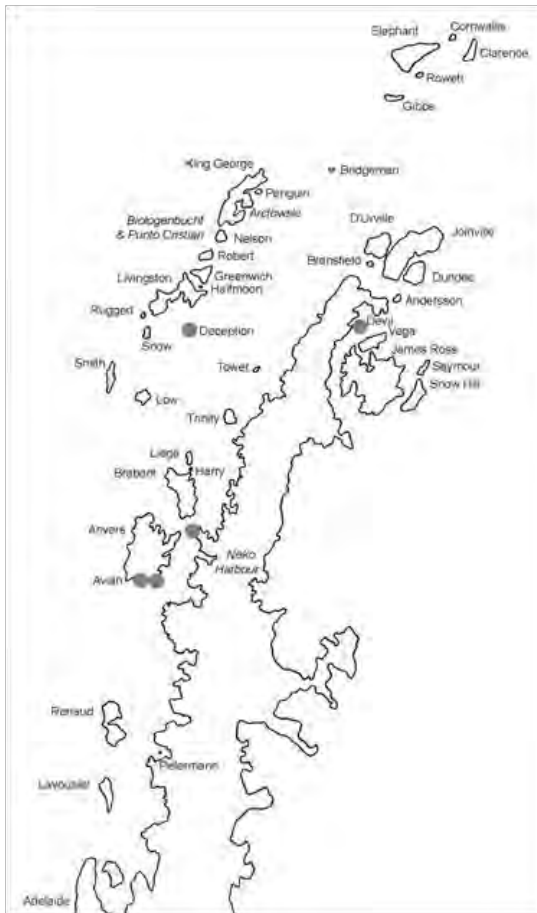 Cornwallis
Elephant
Clarence
Rowett
Gibbs
King George
Bridgeman
Penguin
Arctowski
D'Urville
Biologenbucht
& Punto Cristian
Joinville
Nelson
Bransfield
Robert
Dundee
Livingston
Greenwich
Halfmoon
Andersson
Rugged
Devil
Deception
Vega
Snow
James Ross
Smith
Tower
Seymour
Snow Hill
Low
Trinity
Liege
Brabant
Harry
Anvers
Neko
Harbour
Avian
Renaud
Petermann
Lavoisier
Adelaide